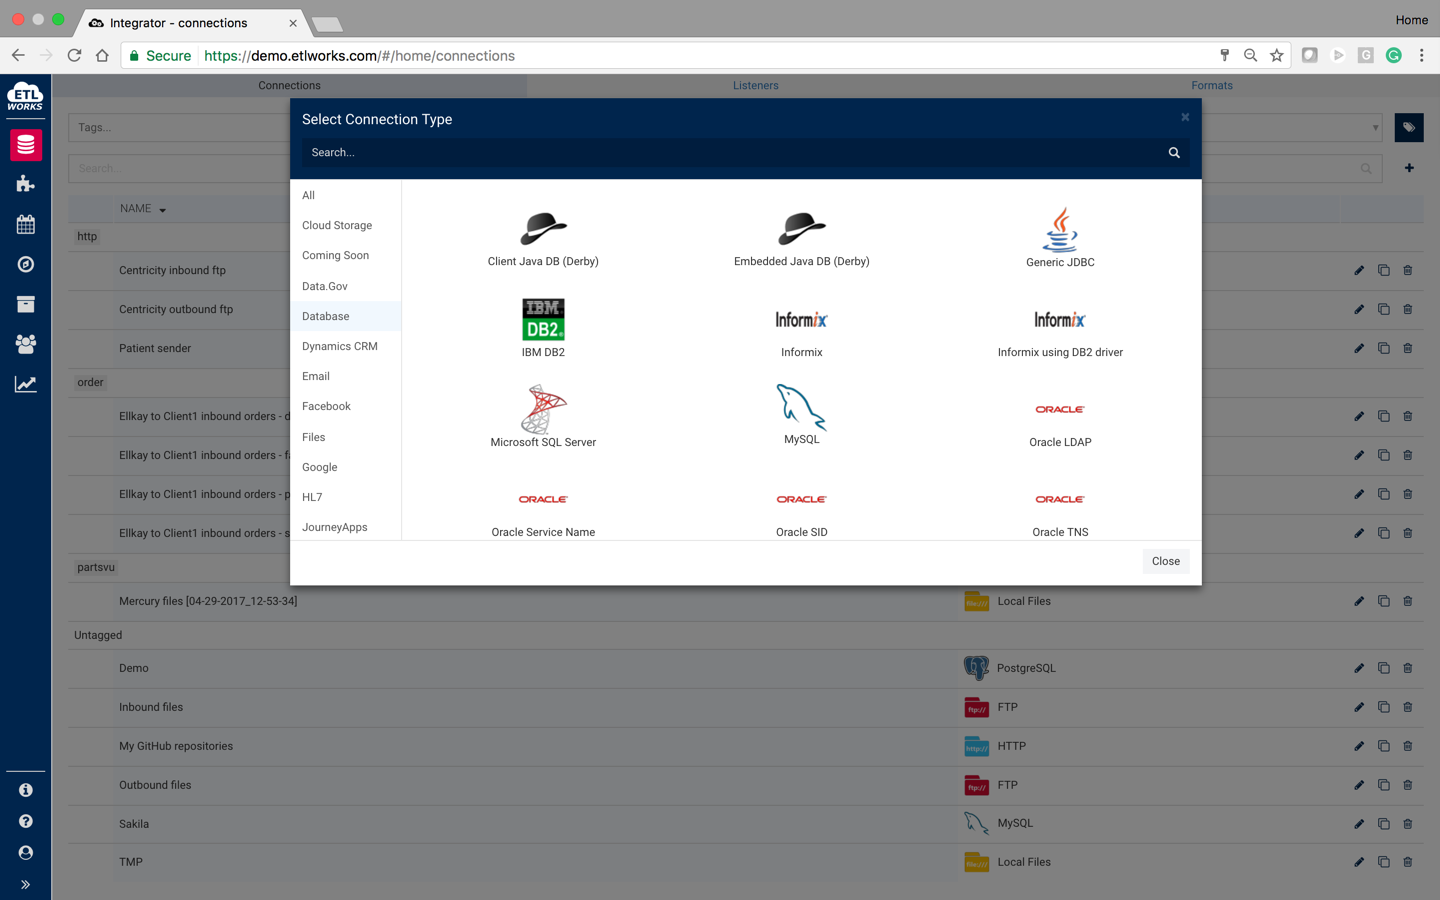 Integrator - connections
Home
Secure https://demo.etlworks.com/#/home/connections
ETL
WORKS
Connections
Listeners
Formats
Tags...
Search...
NAME
http
Centricity inbound ftp
Centricity outbound ftp
Patient sender
order
Ellkay to Client1 inbound orders - d
Ellkay to Client1 inbound orders - f
Ellkay to Client1 inbound orders - p
Ellkay to Client1 inbound orders - s
partsvu
Mercury files [04-29-2017_12-53-34]
file:///
Local Files
Untagged
Demo
PostgreSQL
Inbound files
ftp://
FTP
My GitHub repositories
http://
HTTP
Outbound files
ftp://
FTP
Sakila
MySQL
TMP
file:///
Local Files
Select Connection Type
Search...
All
Cloud Storage
Coming Soon
Data.Gov
Database
Dynamics CRM
Email
Facebook
Files
Google
HL7
JourneyApps
Client Java DB (Derby)
Embedded Java DB (Derby)
Java
Generic JDBC
IBM
DB2
IBM DB2
Informix
Informix
Informix
Informix using DB2 driver
Microsoft SQL Server
MySQL
ORACLE
Oracle LDAP
ORACLE
Oracle Service Name
ORACLE
Oracle SID
ORACLE
Oracle TNS
Close